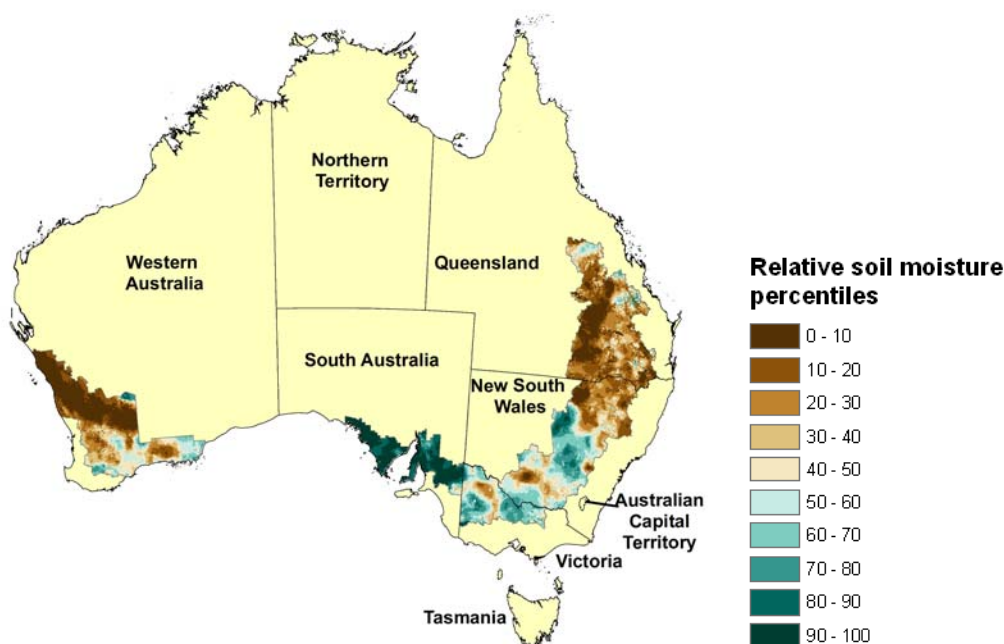 Northern
Territory
Western
Australia
Queensland
South Australia
New South
Wales
Australian
Capital
Territory
Victoria
Tasmania
Relative soil moisture
percentiles
0 - 10
10 - 20
20 - 30
30 - 40
40 - 50
50 - 60
60 - 70
70 - 80
80 - 90
90 - 100